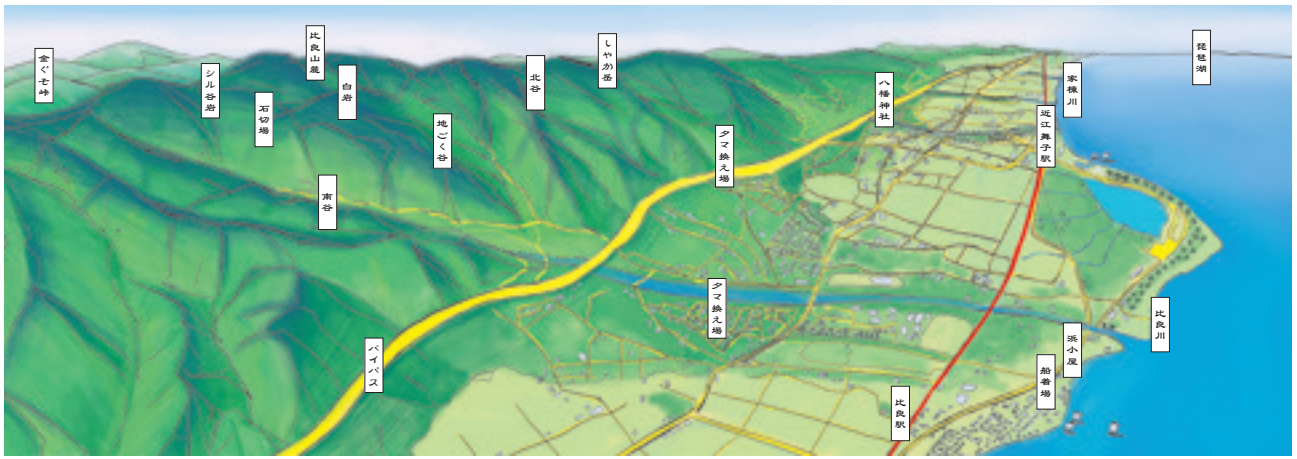 金ぐそ峠
シル谷岩
比良山麓
石切場
白岩
地ごく谷
北谷
しやか岳
南谷
バイパス
タマ換え場
タマ換え場
八幡神社
家棟川
近江舞子駅
琵琶湖
比良川
浜小屋
船着場
比良駅